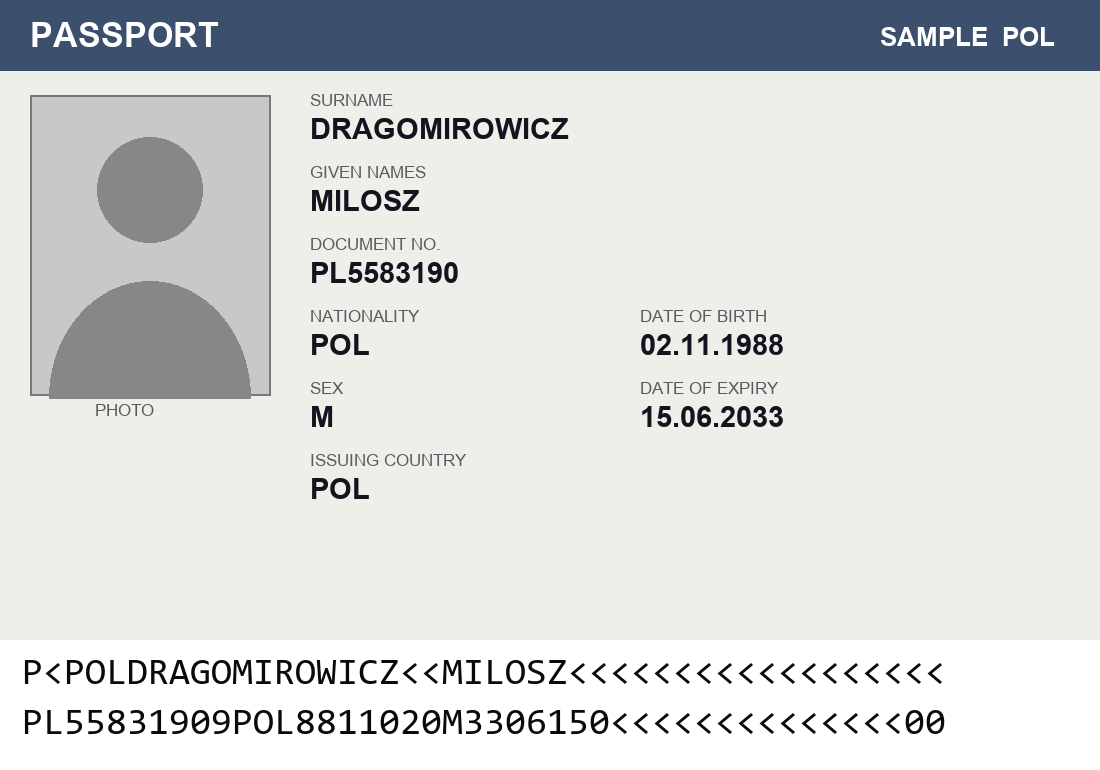 PASSPORT
SAMPLE POL
SURNAME
DRAGOMIROWICZ
GIVEN NAMES
MILOSZ
DOCUMENT NO.
PL5583190
NATIONALITY
POL
DATE OF BIRTH
02.11.1988
SEX
M
DATE OF EXPIRY
15.06.2033
ISSUING COUNTRY
POL
PHOTO
P<POLDRAGOMIROWICZ<<MILOSZ<<<<<<<<<<<<<<<<<<
PL55831909POL8811020M3306150<<<<<<<<<<<<<<00